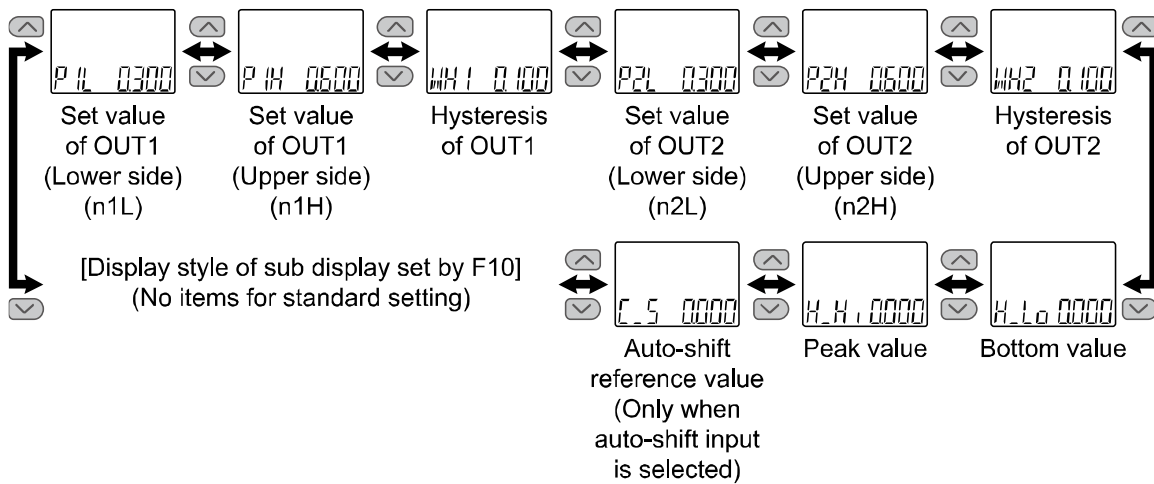 P1L 0.300
Set value
of OUT1
(Lower side)
(n1L)
P1H 0.600
Set value
of OUT1
(Upper side)
(n1H)
WH1 0.100
Hysteresis
of OUT1
P2L 0.300
Set value
of OUT2
(Lower side)
(n2L)
P2H 0.600
Set value
of OUT2
(Upper side)
(n2H)
WH2 0.100
Hysteresis
of OUT2
[Display style of sub display set by F10]
(No items for standard setting)
C_S 0.000
Auto-shift
reference value
(Only when
auto-shift input
is selected)
H_Hi 0.000
Peak value
H_Lo 0.000
Bottom value